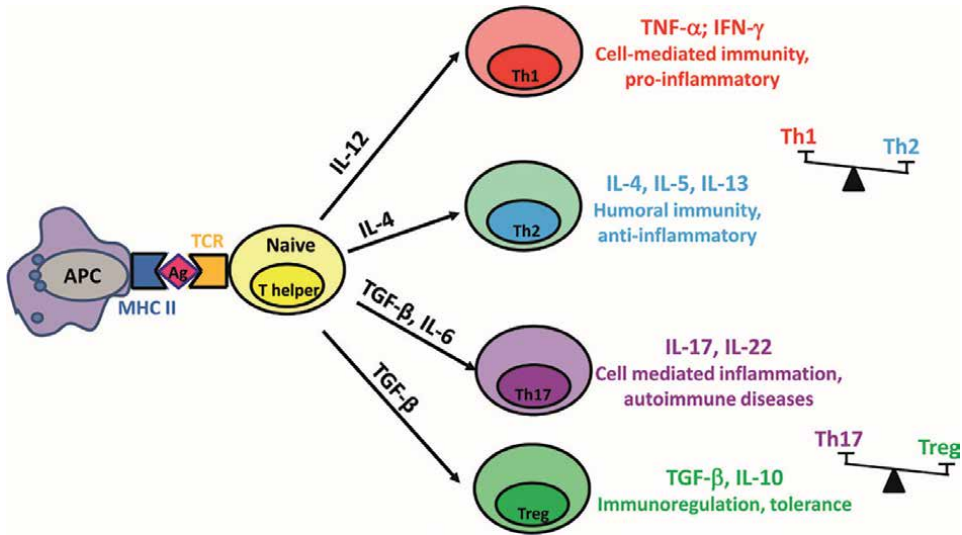 TNF-α; IFN-γ
Cell-mediated immunity,
pro-inflammatory
Th1
IL-12
Th1
Th2
IL-4, IL-5, IL-13
Humoral immunity,
anti-inflammatory
Th2
IL-4
Naive
T helper
TCR
Ag
APC
MHC II
TGF-β, IL-6
IL-17, IL-22
Cell mediated inflammation,
autoimmune diseases
Th17
TGF-β
Th17
Treg
TGF-β, IL-10
Immunoregulation, tolerance
Treg